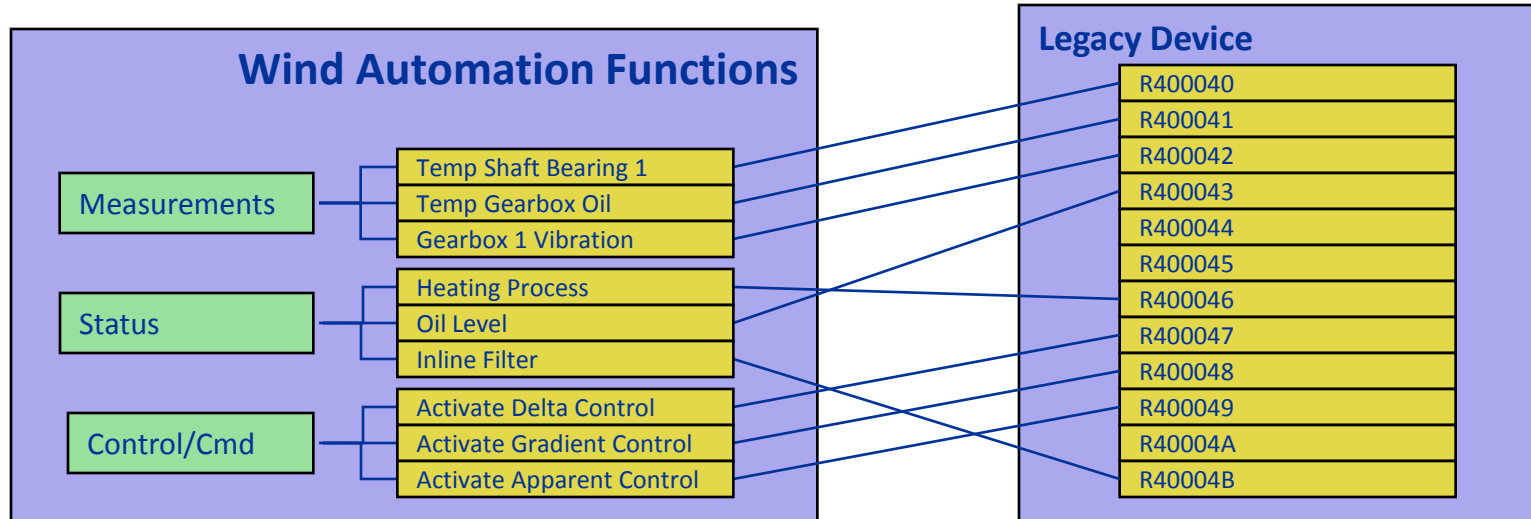 Wind Automation Functions
Measurements
Temp Shaft Bearing 1
Temp Gearbox Oil
Gearbox 1 Vibration
Status
Heating Process
Oil Level
Inline Filter
Control/Cmd
Activate Delta Control
Activate Gradient Control
Activate Apparent Control
Legacy Device
R400040
R400041
R400042
R400043
R400044
R400045
R400046
R400047
R400048
R400049
R40004A
R40004B